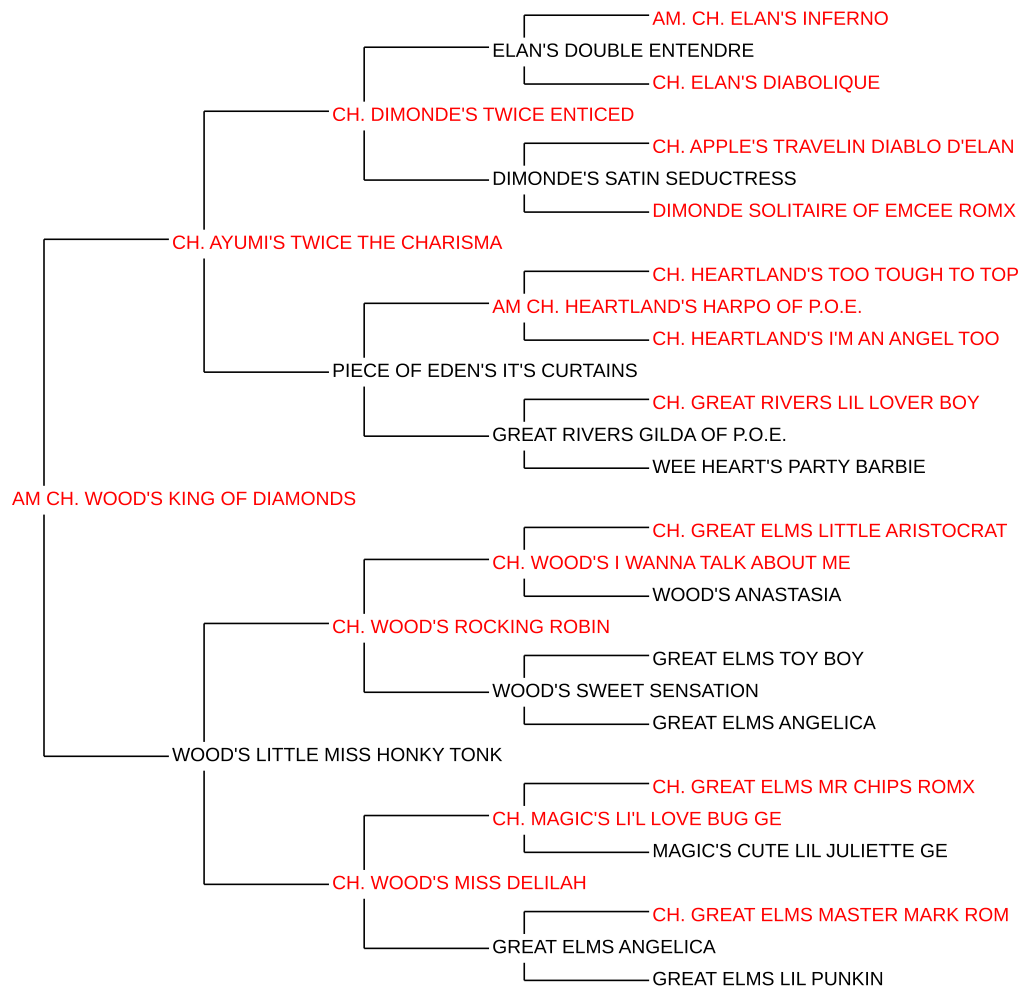 AM. CH. ELAN'S INFERNO
ELAN'S DOUBLE ENTENDRE
CH. ELAN'S DIABOLIQUE
CH. DIMONDE'S TWICE ENTICED
CH. APPLE'S TRAVELIN DIABLO D'ELAN
DIMONDE'S SATIN SEDUCTRESS
DIMONDE SOLITAIRE OF EMCEE ROMX
CH. AYUMI'S TWICE THE CHARISMA
CH. HEARTLAND'S TOO TOUGH TO TOP
AM CH. HEARTLAND'S HARPO OF P.O.E.
CH. HEARTLAND'S I'M AN ANGEL TOO
PIECE OF EDEN'S IT'S CURTAINS
CH. GREAT RIVERS LIL LOVER BOY
GREAT RIVERS GILDA OF P.O.E.
WEE HEART'S PARTY BARBIE
AM CH. WOOD'S KING OF DIAMONDS
CH. GREAT ELMS LITTLE ARISTOCRAT
CH. WOOD'S I WANNA TALK ABOUT ME
WOOD'S ANASTASIA
CH. WOOD'S ROCKING ROBIN
GREAT ELMS TOY BOY
WOOD'S SWEET SENSATION
GREAT ELMS ANGELICA
WOOD'S LITTLE MISS HONKY TONK
CH. GREAT ELMS MR CHIPS ROMX
CH. MAGIC'S LI'L LOVE BUG GE
MAGIC'S CUTE LIL JULIETTE GE
CH. WOOD'S MISS DELILAH
CH. GREAT ELMS MASTER MARK ROM
GREAT ELMS ANGELICA
GREAT ELMS LIL PUNKIN